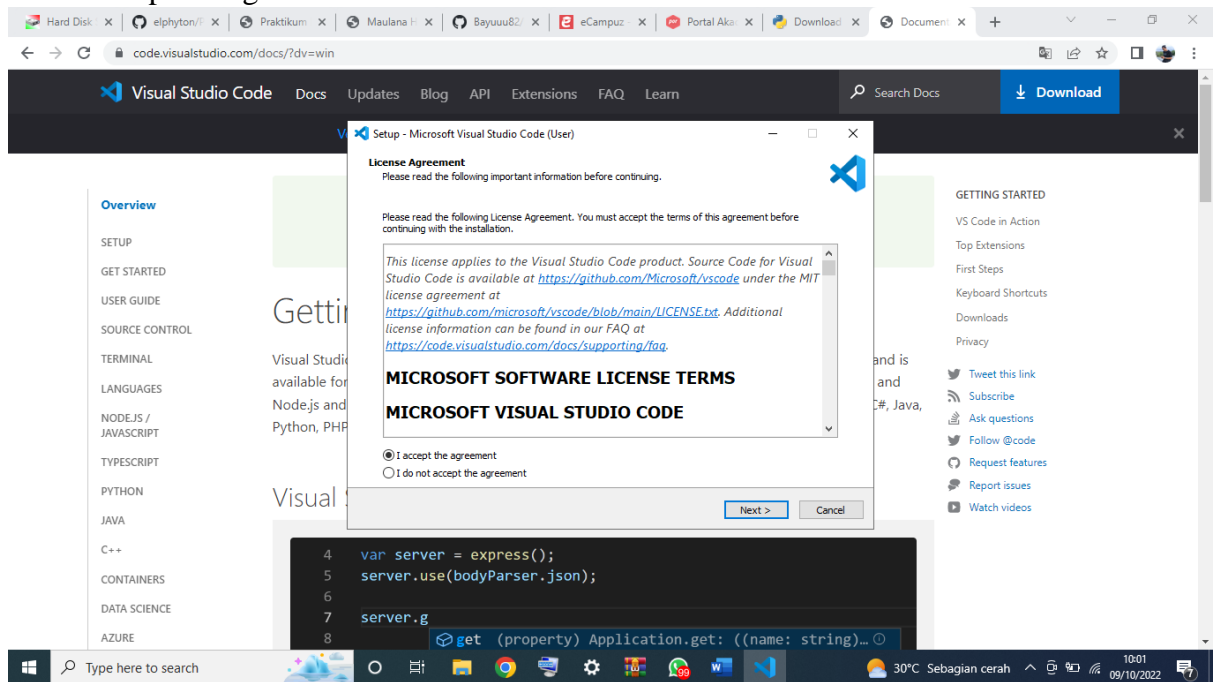 Hard Disk
elphyton/F
Praktikum
Maulana H
Bayuuu82/
eCampuz
Portal Aka
Download
Document
code.visualstudio.com/docs/?dv=win
Visual Studio Code Docs Updates Blog API Extensions FAQ Learn Search Docs Download
Setup - Microsoft Visual Studio Code (User)
License Agreement
Please read the following important information before continuing.
Please read the following License Agreement. You must accept the terms of this agreement before
continuing with the installation.
This license applies to the Visual Studio Code product. Source Code for Visual
Studio Code is available at https://github.com/Microsoft/vscode under the MIT
license agreement at
https://github.com/microsoft/vscode/blob/main/LICENSE.txt. Additional
license information can be found in our FAQ at
https://code.visualstudio.com/docs/supporting/faq.
MICROSOFT SOFTWARE LICENSE TERMS
MICROSOFT VISUAL STUDIO CODE
I accept the agreement
I do not accept the agreement
Next >
Cancel
Overview
SETUP
GET STARTED
USER GUIDE
SOURCE CONTROL
TERMINAL
LANGUAGES
NODE.JS /
JAVASCRIPT
TYPESCRIPT
PYTHON
JAVA
C++
CONTAINERS
DATA SCIENCE
AZURE
Getti
Visual Studi and is
available for and
Node.js and C#, Java,
Python, PHP
Visual
4 var server = express();
5 server.use(bodyParser.json);
6
7 server.g
8 get (property) Application.get: ((name: string)…
GETTING STARTED
VS Code in Action
Top Extensions
First Steps
Keyboard Shortcuts
Downloads
Privacy
Tweet this link
Subscribe
Ask questions
Follow @code
Request features
Report issues
Watch videos
Type here to search
99
30°C Sebagian cerah
10:01
09/10/2022
7